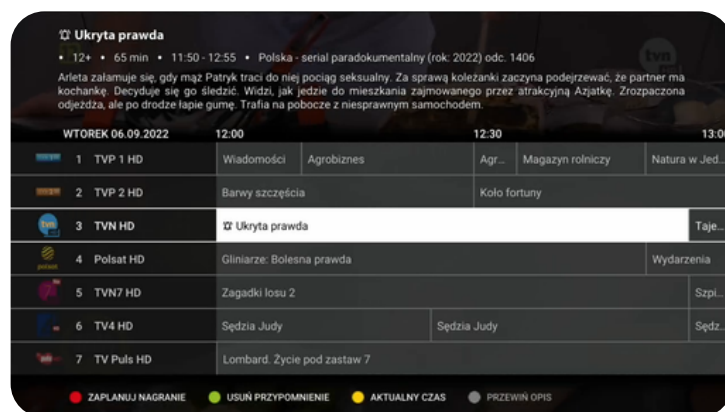 Ukryta prawda
• 12+ • 65 min • 11:50 - 12:55 • Polska - serial paradokumentalny (rok: 2022) odc. 1406
Arleta załamuje się, gdy mąż Patryk traci do niej pociąg seksualny. Za sprawą koleżanki zaczyna podejrzewać, że partner ma
kochankę. Decyduje się go śledzić. Widzi, jak jedzie do mieszkania zajmowanego przez atrakcyjną Azjatkę. Zrozpaczona
odjeżdża, ale po drodze łapie gumę. Trafia na pobocze z niesprawnym samochodem.
tvn
WTOREK 06.09.2022 12:00 12:30 13:00
1 TVP 1 HD Wiadomości Agrobiznes Agr... Magazyn rolniczy Natura w Jed...
2 TVP 2 HD Barwy szczęścia Koło fortuny
tvn 3 TVN HD Ukryta prawda Taje...
polsat 4 Polsat HD Gliniarze: Bolesna prawda Wydarzenia
7 5 TVN7 HD Zagadki losu 2 Szpi...
6 TV4 HD Sędzia Judy Sędzia Judy Sędz...
7 TV Puls HD Lombard. Życie pod zastaw 7
ZAPLANUJ NAGRANIE USUŃ PRZYPOMNIENIE AKTUALNY CZAS PRZEWIŃ OPIS